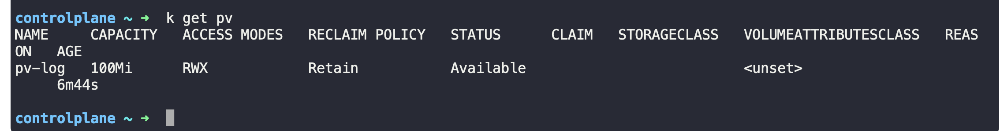 controlplane ~ ➜  k get pv
NAME     CAPACITY   ACCESS MODES   RECLAIM POLICY   STATUS      CLAIM   STORAGECLASS   VOLUMEATTRIBUTESCLASS   REAS
ON   AGE
pv-log   100Mi      RWX            Retain           Available                          <unset>
     6m44s
controlplane ~ ➜